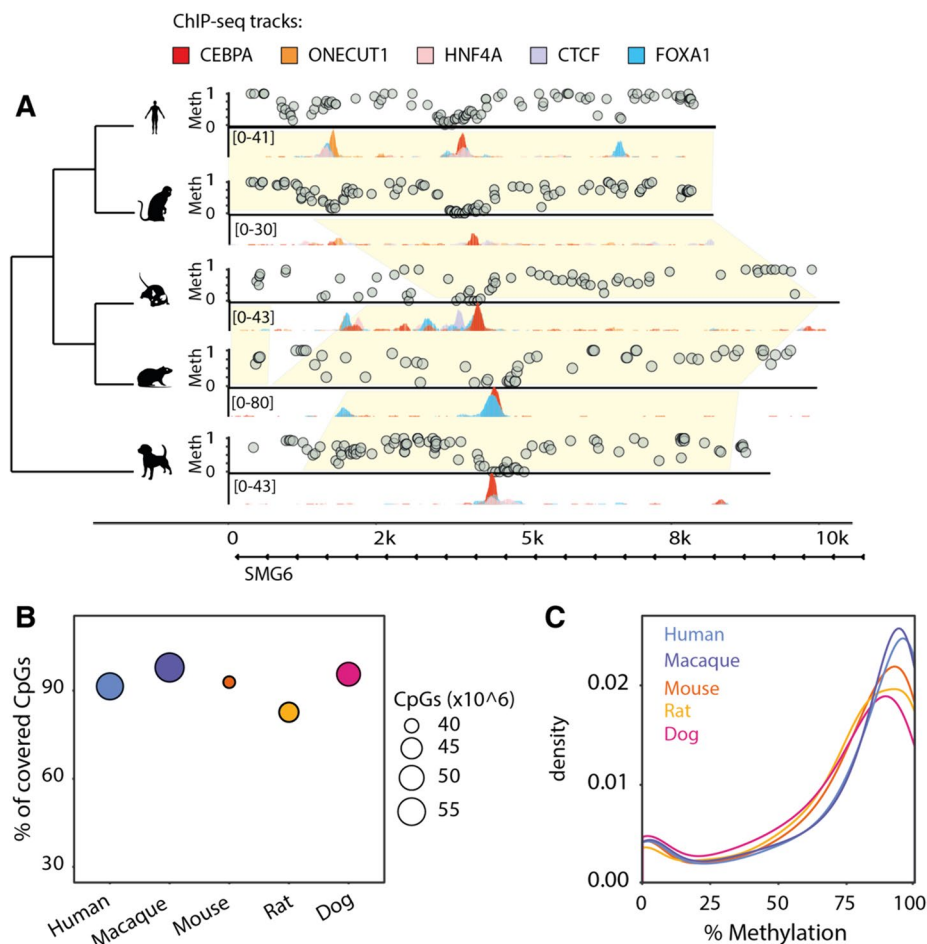 ChIP-seq tracks:
CEBPA ONECUT1 HNF4A CTCF FOXA1
A
Meth 1 0
[0-41]
Meth 1 0
[0-30]
Meth 1 0
[0-43]
Meth 1 0
[0-80]
Meth 1 0
[0-43]
0 2k 5k 8k 10k
SMG6
B
% of covered CpGs
90
60
30
Human Macaque Mouse Rat Dog
CpGs (x10^6)
40
45
50
55
C
Human
Macaque
Mouse
Rat
Dog
density
0.02
0.01
0.00
0 25 50 75 100
% Methylation